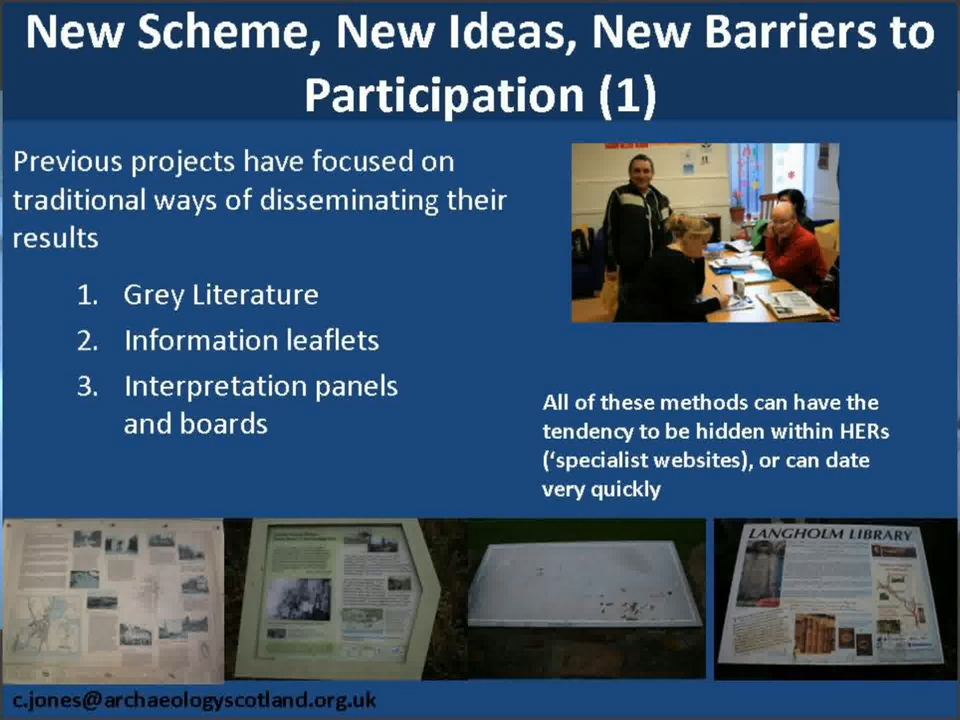 New Scheme, New Ideas, New Barriers to
Participation (1)
Previous projects have focused on
traditional ways of disseminating their
results
1. Grey Literature
2. Information leaflets
3. Interpretation panels
and boards
All of these methods can have the
tendency to be hidden within HERs
(‘specialist websites), or can date
very quickly
LANGHOLM LIBRARY
c.jones@archaeologyscotland.org.uk